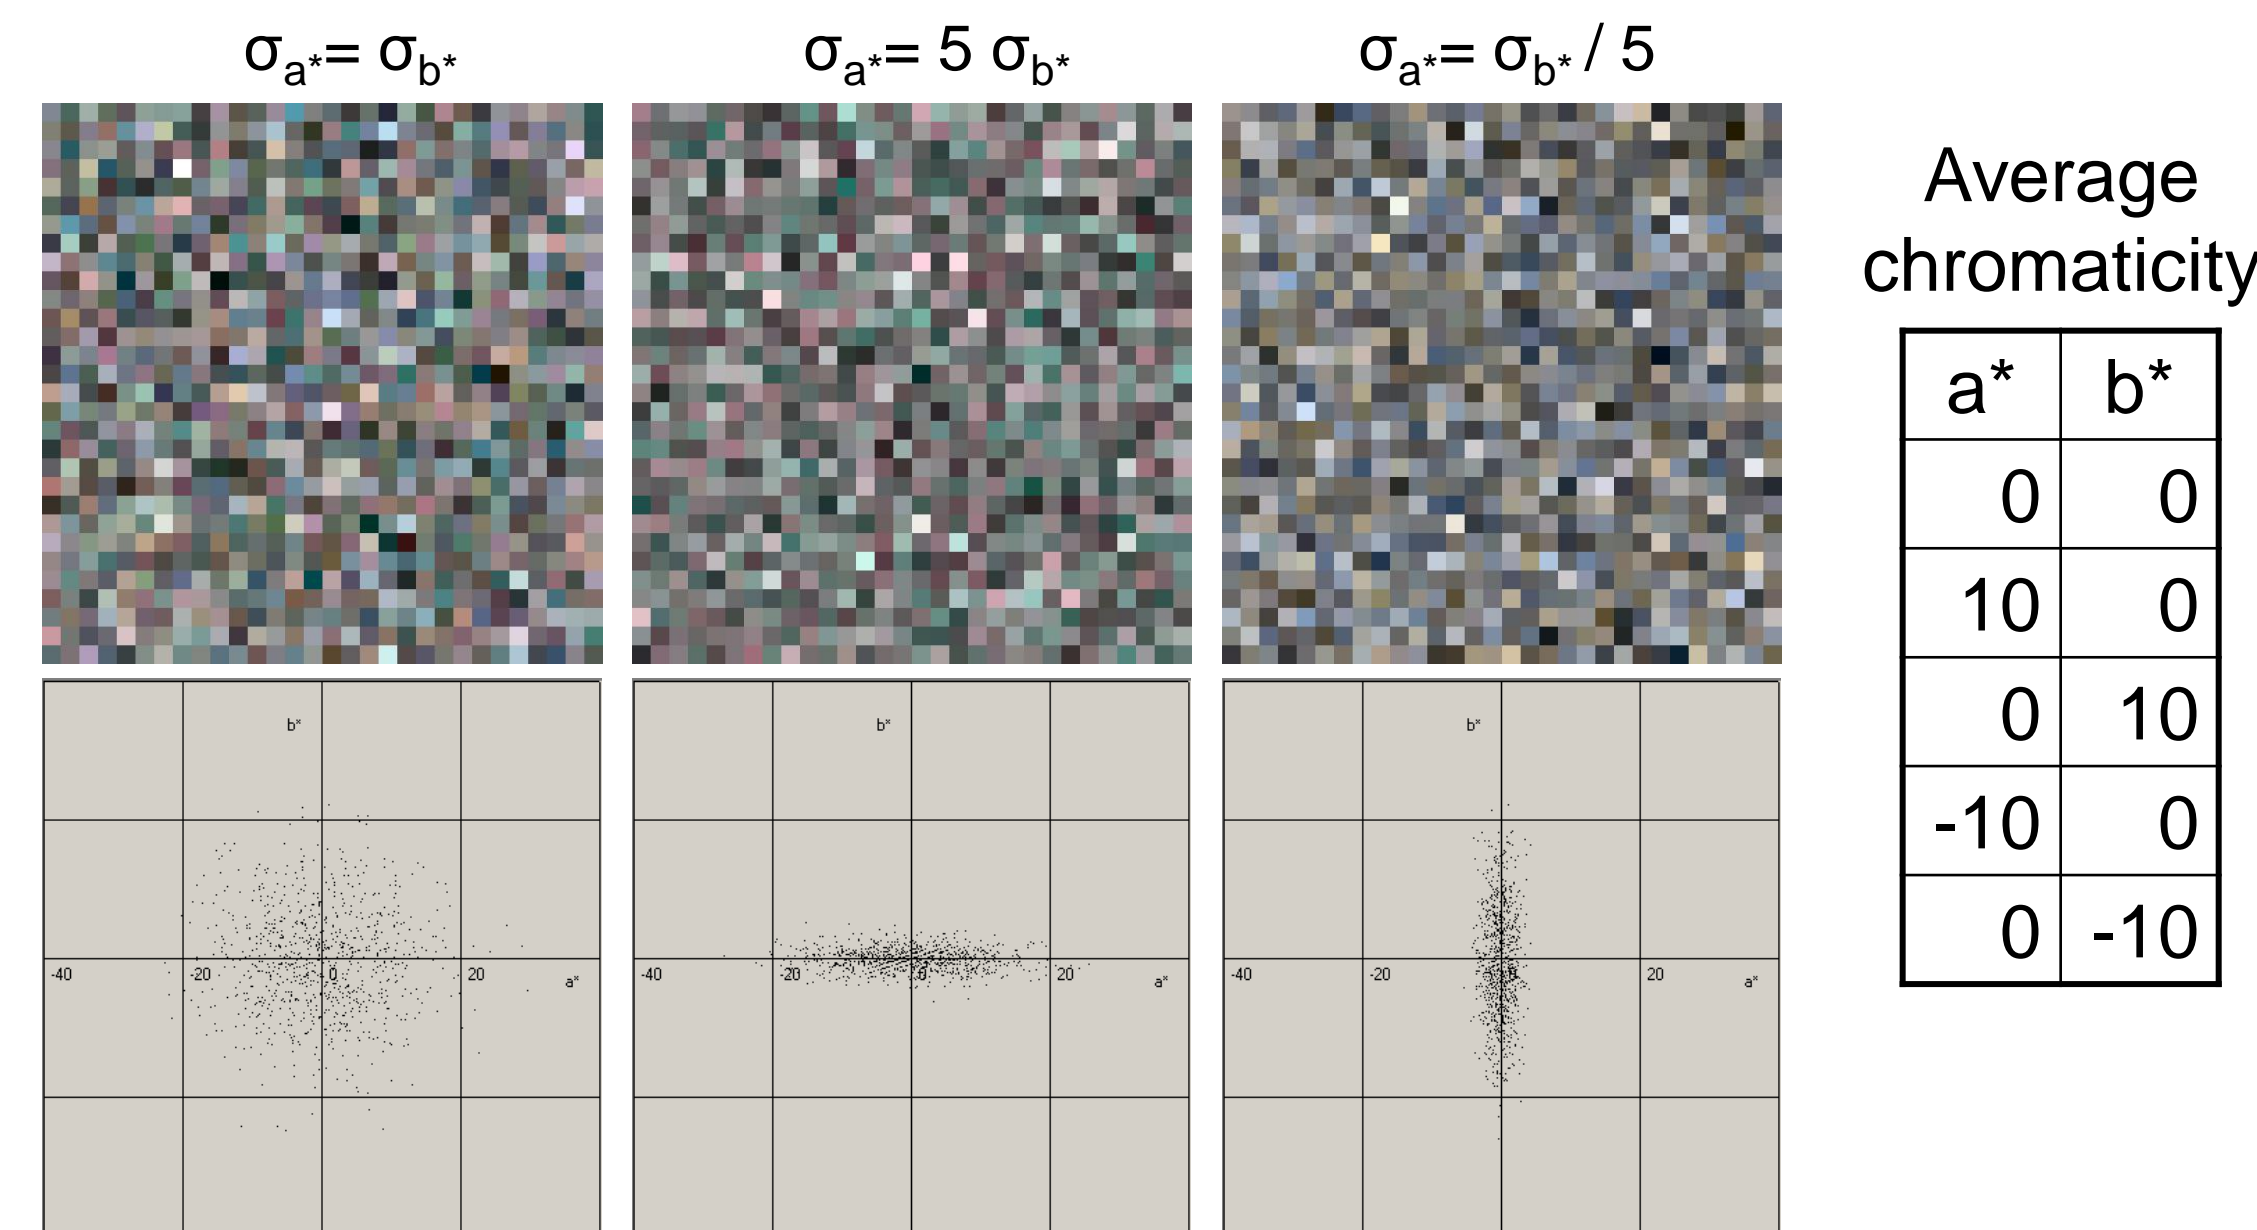 σa*= σb*
σa*= 5 σb*
σa*= σb* / 5
Average
chromaticity
a* b*
0 0
10 0
0 10
-10 0
0 -10
b*
-40 -20 0 20
a*
b*
-40 -20 0 20
a*
b*
-40 -20 0 20
a*